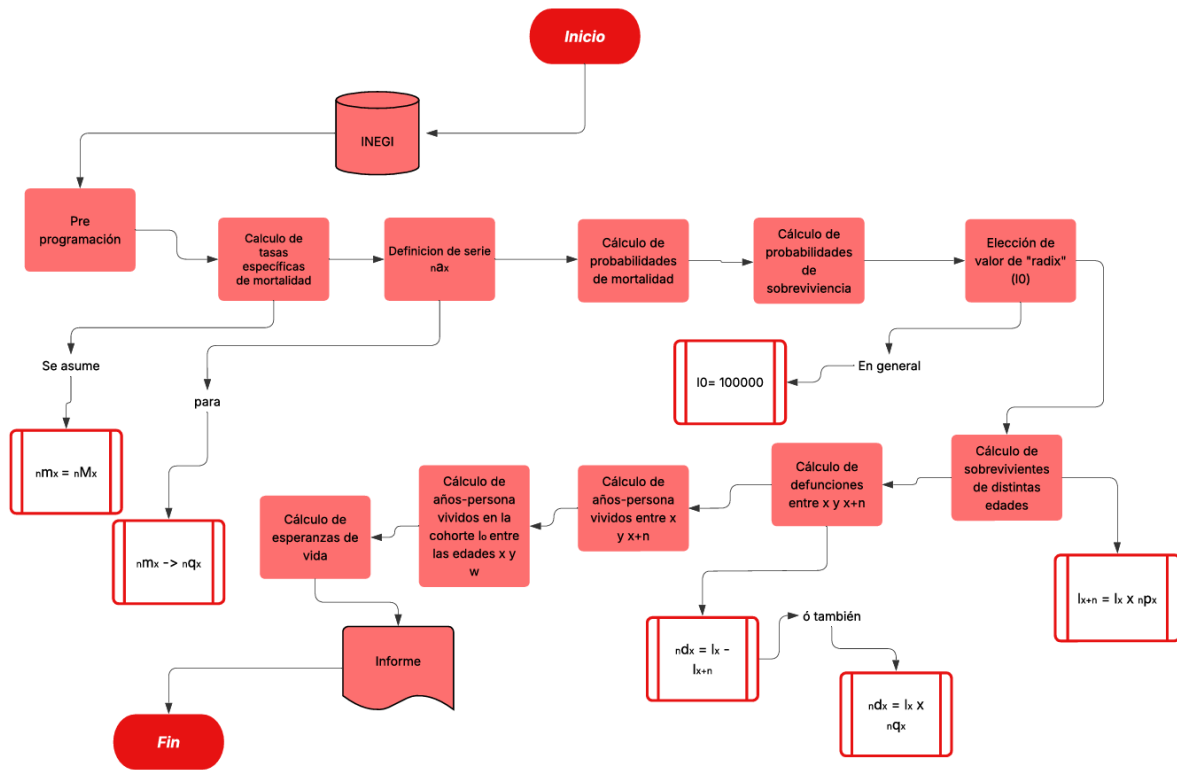 Inicio
INEGI
Pre
programación
Calculo de
tasas
específicas
de mortalidad
Definicion de serie
nax
Cálculo de
probabilidades
de mortalidad
Cálculo de
probabilidades
de
sobreviviencia
Elección de
valor de "radix"
(l0)
Se asume
nmx = nMx
para
nmx -> nqx
En general
l0= 100000
Cálculo de
sobrevivientes
de distintas
edades
lx+n = lx x npx
Cálculo de
defunciones
entre x y x+n
ndx = lx -
lx+n
ó también
ndx = lx x
nqx
Cálculo de
años-persona
vividos entre x
y x+n
Cálculo de
años-persona
vividos en la
cohorte l0 entre
las edades x y
w
Cálculo de
esperanzas de
vida
Informe
Fin